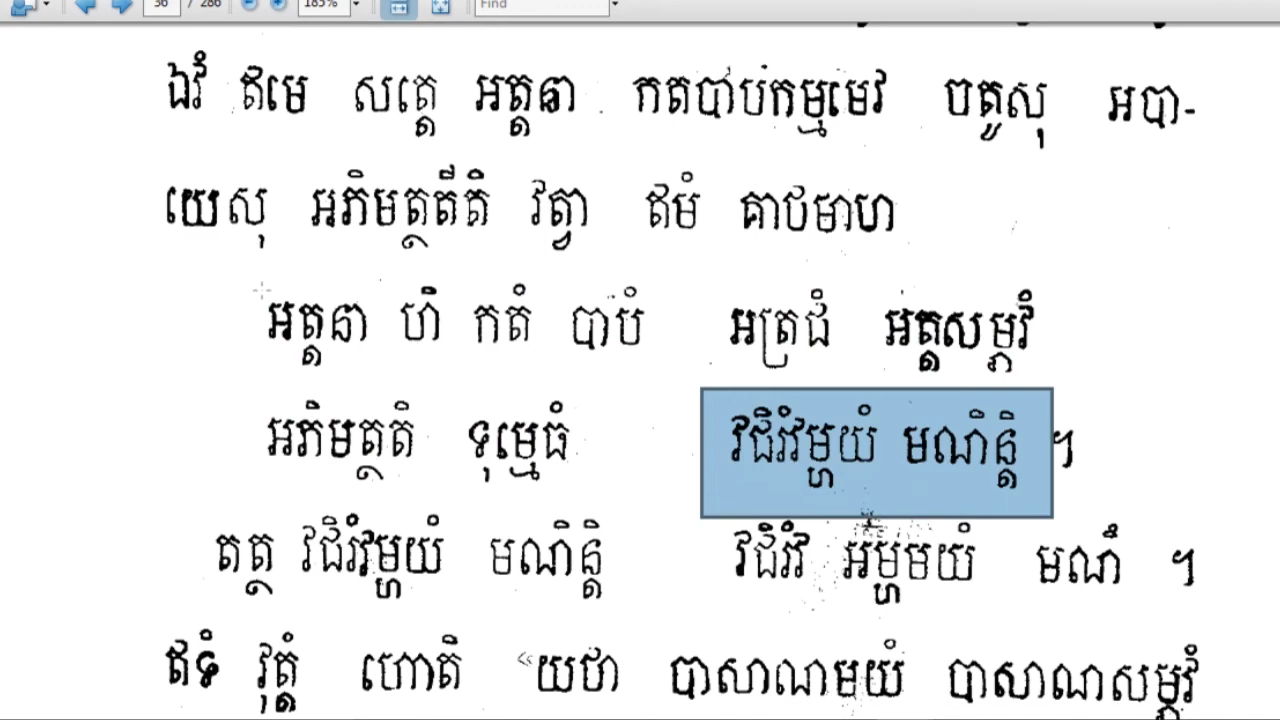 36 / 286 185% Find
ឯវំ ឥមេ សត្តេ អត្តនា កតបាបកម្មមេវ ចតូសុ អបា-
យេសុ អភិមត្ថតីតិ វត្វា ឥមំ គាថមាហ
អត្តនា ហិ កតំ បាបំ អត្រជំ អត្តសម្ភវំ
អភិមត្ថតិ ទុម្មេធំ វជិរំវម្ហយំ មណិន្តិ ។
តត្ថ វជិរំវម្ហយំ មណិន្តិ វជិរំវ អម្ហមយំ មណឹ ។
ឥទំ វុត្តំ ហោតិ “យថា បាសាណមយំ បាសាណសម្ភវំ